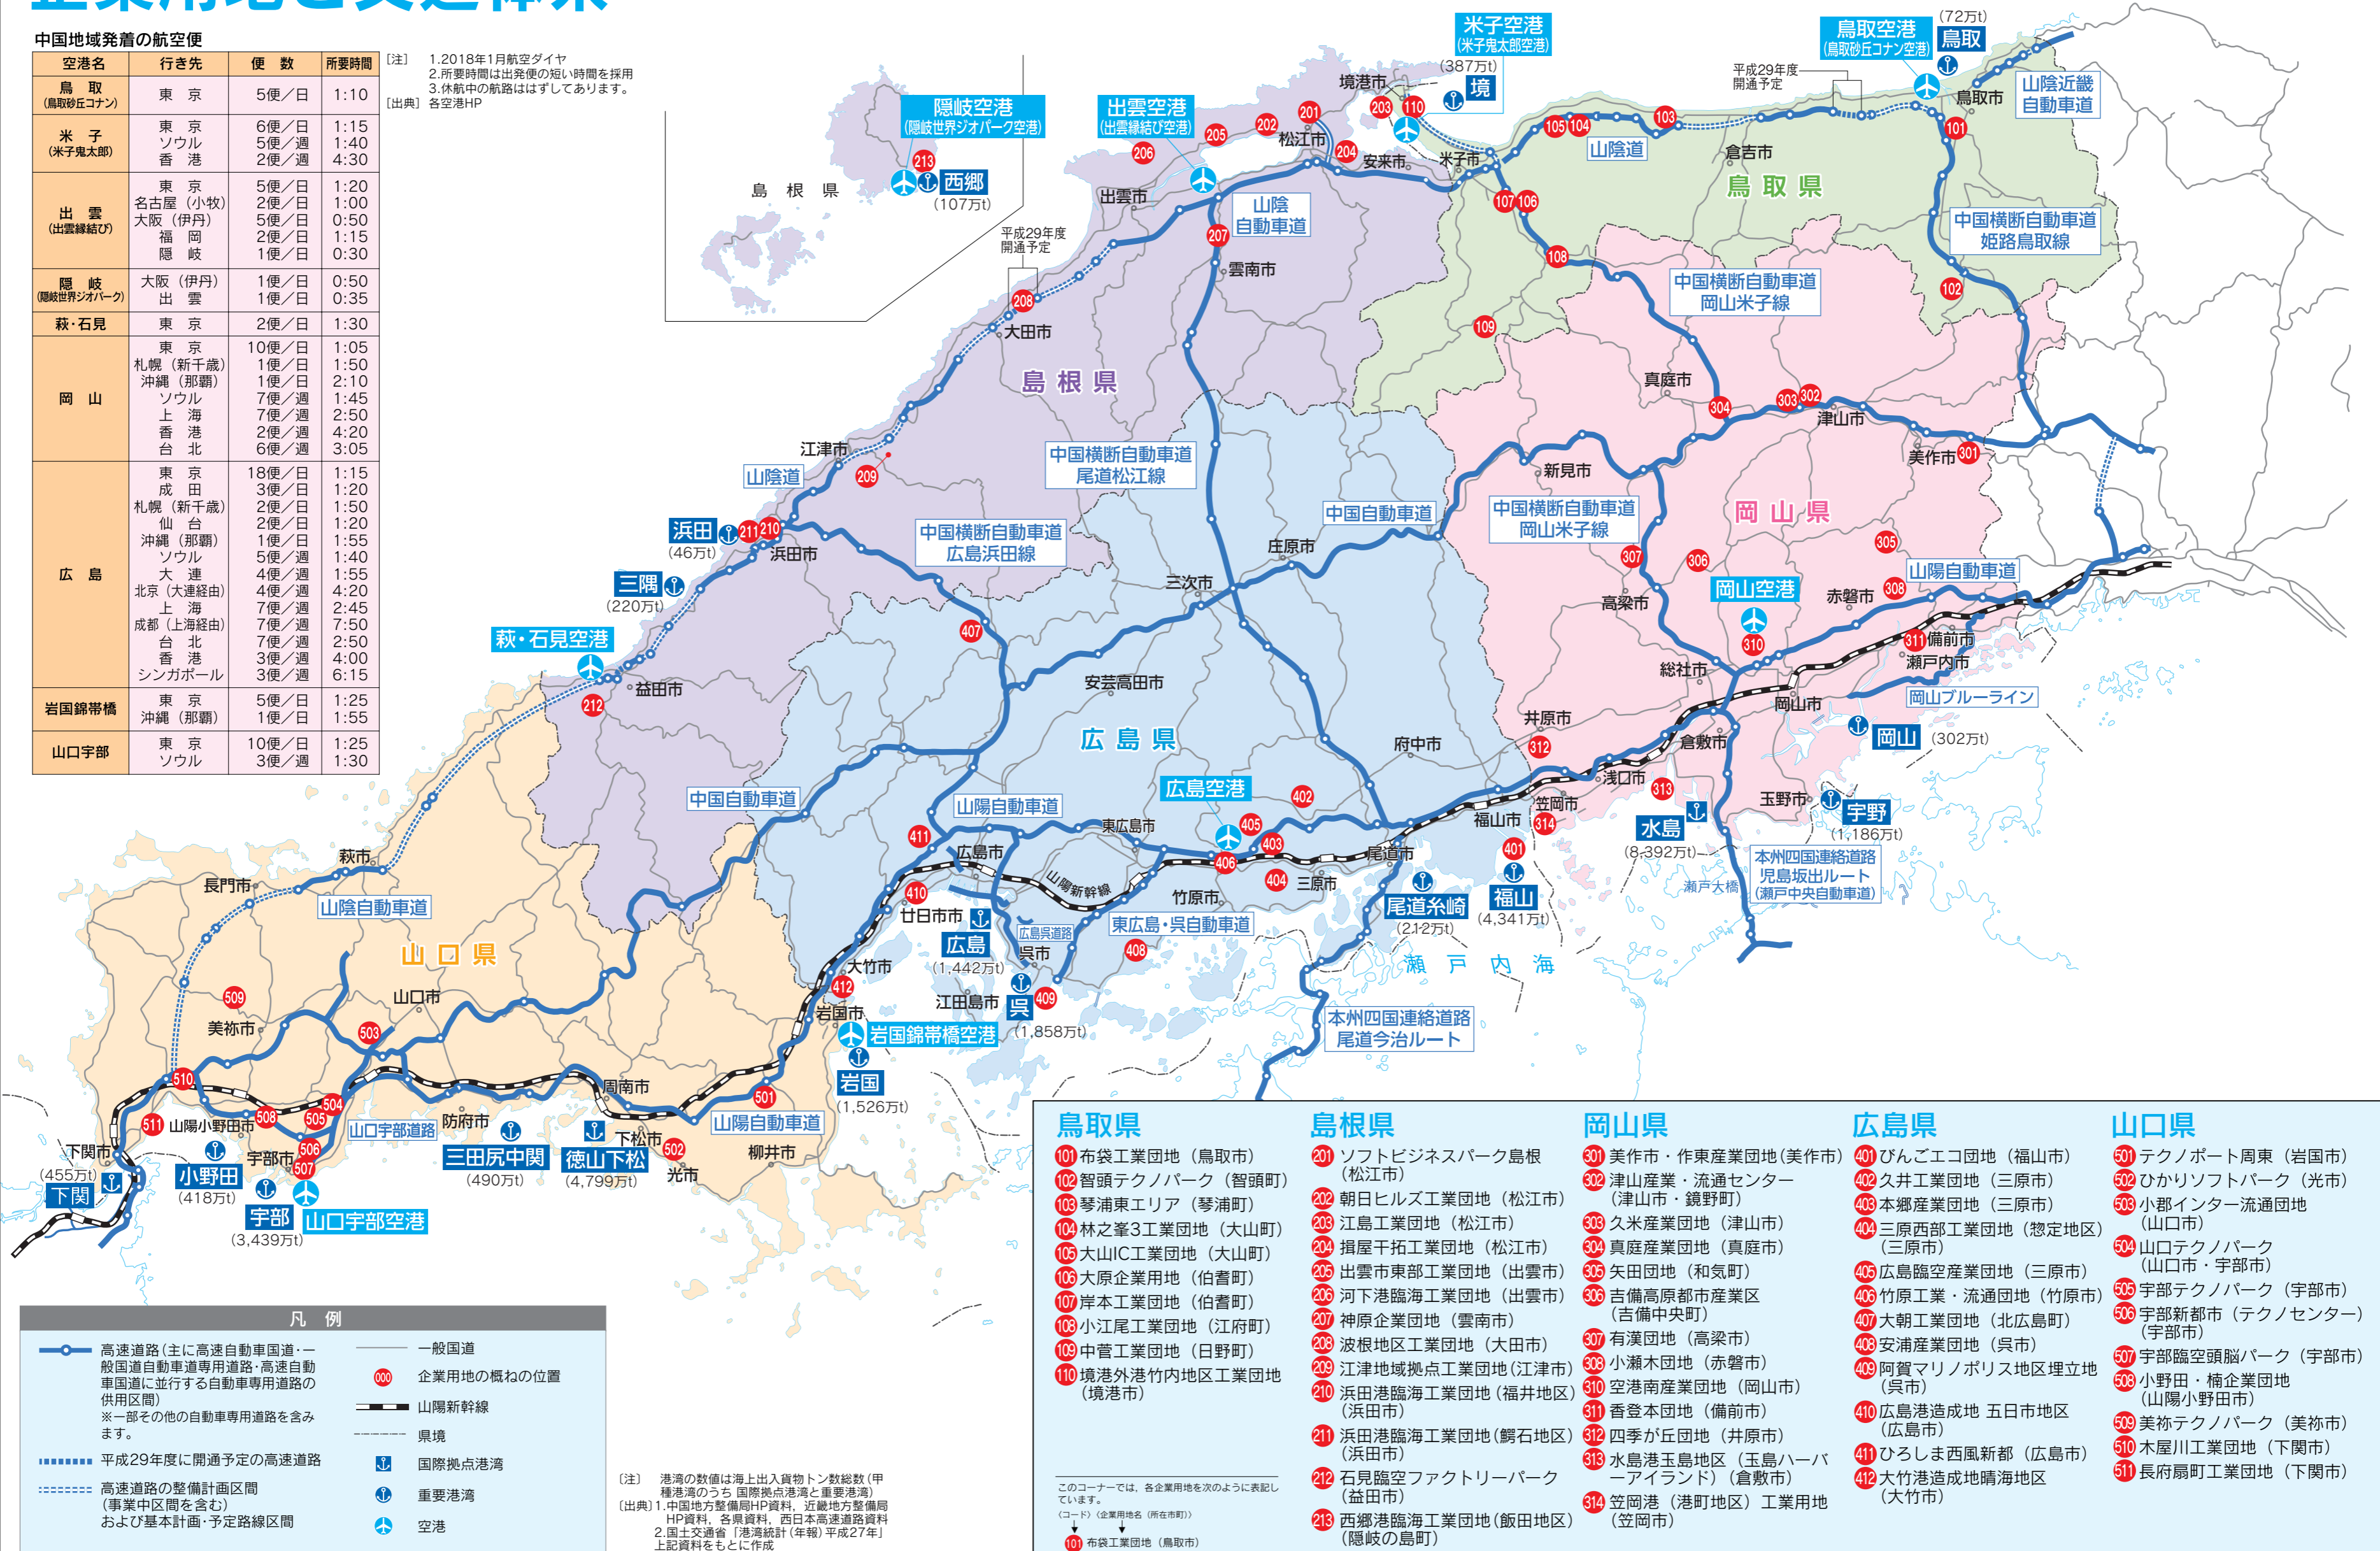 中国地域発着の航空便
空港名 行き先 便 数 所要時間
鳥 取 (鳥取砂丘コナン) 東 京 5便/日 1:10
米 子 (米子鬼太郎) 東 京 6便/日 1:15
ソウル 5便/週 1:40
香 港 2便/週 4:30
出 雲 (出雲縁結び) 東 京 5便/日 1:20
名古屋(小牧) 2便/日 1:00
大阪(伊丹) 5便/日 0:50
福 岡 2便/日 1:15
隠 岐 1便/日 0:30
隠 岐 (隠岐世界ジオパーク) 大阪(伊丹) 1便/日 0:50
出 雲 1便/日 0:35
萩・石見 東 京 2便/日 1:30
岡 山 東 京 10便/日 1:05
札幌(新千歳) 1便/日 1:50
沖縄(那覇) 1便/日 2:10
ソウル 7便/週 1:45
上 海 7便/週 2:50
香 港 2便/週 4:20
台 北 6便/週 3:05
広 島 東 京 18便/日 1:15
成 田 3便/日 1:20
札幌(新千歳) 2便/日 1:50
仙 台 2便/日 1:20
沖縄(那覇) 1便/日 1:55
ソウル 5便/週 1:40
大 連 4便/週 1:55
北京(大連経由) 4便/週 4:20
上 海 7便/週 2:45
成都(上海経由) 7便/週 7:50
台 北 7便/週 2:50
香 港 3便/週 4:00
シンガポール 3便/週 6:15
岩国錦帯橋 東 京 5便/日 1:25
沖縄(那覇) 1便/日 1:55
山口宇部 東 京 10便/日 1:25
ソウル 3便/週 1:30
[注] 1.2018年1月航空ダイヤ
2.所要時間は出発便の短い時間を採用
3.休航中の航路ははずしてあります。
[出典] 各空港HP
隠岐空港
(隠岐世界ジオパーク空港)
213
西郷
(107万t)
島 根 県
出雲空港
(出雲縁結び空港)
米子空港
(米子鬼太郎空港)
(387万t)
境
境港市
鳥取空港
(鳥取砂丘コナン空港)
(72万t)
鳥取
平成29年度
開通予定
鳥取市
山陰近畿
自動車道
201
202
203
110
204
205
206
松江市
安来市
米子市
105
104
103
101
山陰道
倉吉市
鳥取県
出雲市
山陰
自動車道
107
106
中国横断自動車道
姫路鳥取線
平成29年度
開通予定
207
雲南市
108
中国横断自動車道
岡山米子線
102
208
大田市
109
島根県
真庭市
304
303
302
津山市
江津市
中国横断自動車道
尾道松江線
美作市
301
山陰道
209
新見市
中国横断自動車道
岡山米子線
岡山県
浜田
(46万t)
211
210
浜田市
中国横断自動車道
広島浜田線
中国自動車道
庄原市
305
三隅
(220万t)
三次市
307
306
山陽自動車道
高梁市
岡山空港
赤磐市
308
萩・石見空港
407
310
311
備前市
瀬戸内市
益田市
安芸高田市
総社市
岡山市
岡山ブルーライン
212
井原市
広島県
府中市
312
倉敷市
岡山
(302万t)
浅口市
中国自動車道
山陽自動車道
広島空港
402
笠岡市
313
玉野市
宇野
(1,186万t)
411
東広島市
405
福山市
314
水島
(8,392万t)
萩市
広島市
403
尾道市
401
本州四国連絡道路
児島坂出ルート
(瀬戸中央自動車道)
長門市
山陽新幹線
406
404
三原市
瀬戸大橋
山陰自動車道
410
廿日市市
竹原市
尾道糸崎
(212万t)
福山
(4,341万t)
広島
(1,442万t)
広島呉道路
東広島・呉自動車道
山口県
呉市
408
瀬戸内海
大竹市
412
509
山口市
江田島市
呉
(1,858万t)
409
美祢市
503
岩国市
岩国錦帯橋空港
本州四国連絡道路
尾道今治ルート
岩国
(1,526万t)
510
周南市
501
511
山陽小野田市
508
504
505
山口宇部道路
防府市
山陽自動車道
下関市
(455万t)
下関
小野田
(418万t)
宇部市
506
507
三田尻中関
(490万t)
徳山下松
(4,799万t)
下松市
502
光市
柳井市
宇部
(3,439万t)
山口宇部空港
凡 例
高速道路(主に高速自動車国道・一
般国道自動車道専用道路・高速自動
車国道に並行する自動車専用道路の
供用区間)
※一部その他の自動車専用道路を含み
ます。
平成29年度に開通予定の高速道路
高速道路の整備計画区間
(事業中区間を含む)
および基本計画・予定路線区間
一般国道
000 企業用地の概ねの位置
山陽新幹線
県境
国際拠点港湾
重要港湾
空港
[注] 港湾の数値は海上出入貨物トン数総数(甲
種港湾のうち 国際拠点港湾と重要港湾)
[出典] 1.中国地方整備局HP資料, 近畿地方整備局
HP資料, 各県資料, 西日本高速道路資料
2.国土交通省「港湾統計(年報)平成27年」
上記資料をもとに作成
鳥取県
101 布袋工業団地(鳥取市)
102 智頭テクノパーク(智頭町)
103 琴浦東エリア(琴浦町)
104 林之峯3工業団地(大山町)
105 大山IC工業団地(大山町)
106 大原企業用地(伯耆町)
107 岸本工業団地(伯耆町)
108 小江尾工業団地(江府町)
109 中菅工業団地(日野町)
110 境港外港竹内地区工業団地
(境港市)
このコーナーでは, 各企業用地を次のように表記し
ています。
〈コード〉〈企業用地名(所在市町)〉
101 布袋工業団地(鳥取市)
島根県
201 ソフトビジネスパーク島根
(松江市)
202 朝日ヒルズ工業団地(松江市)
203 江島工業団地(松江市)
204 揖屋干拓工業団地(松江市)
205 出雲市東部工業団地(出雲市)
206 河下港臨海工業団地(出雲市)
207 神原企業団地(雲南市)
208 波根地区工業団地(大田市)
209 江津地域拠点工業団地(江津市)
210 浜田港臨海工業団地(福井地区)
(浜田市)
211 浜田港臨海工業団地(鰐石地区)
(浜田市)
212 石見臨空ファクトリーパーク
(益田市)
213 西郷港臨海工業団地(飯田地区)
(隠岐の島町)
岡山県
301 美作市・作東産業団地(美作市)
302 津山産業・流通センター
(津山市・鏡野町)
303 久米産業団地(津山市)
304 真庭産業団地(真庭市)
305 矢田団地(和気町)
306 吉備高原都市産業区
(吉備中央町)
307 有漢団地(高梁市)
308 小瀬木団地(赤磐市)
310 空港南産業団地(岡山市)
311 香登本団地(備前市)
312 四季が丘団地(井原市)
313 水島港玉島地区(玉島ハーバ
ーアイランド)(倉敷市)
314 笠岡港(港町地区)工業用地
(笠岡市)
広島県
401 びんごエコ団地(福山市)
402 久井工業団地(三原市)
403 本郷産業団地(三原市)
404 三原西部工業団地(惣定地区)
(三原市)
405 広島臨空産業団地(三原市)
406 竹原工業・流通団地(竹原市)
407 大朝工業団地(北広島町)
408 安浦産業団地(呉市)
409 阿賀マリノポリス地区埋立地
(呉市)
410 広島港造成地 五日市地区
(広島市)
411 ひろしま西風新都(広島市)
412 大竹港造成地晴海地区
(大竹市)
山口県
501 テクノポート周東(岩国市)
502 ひかりソフトパーク(光市)
503 小郡インター流通団地
(山口市)
504 山口テクノパーク
(山口市・宇部市)
505 宇部テクノパーク(宇部市)
506 宇部新都市(テクノセンター)
(宇部市)
507 宇部臨空頭脳パーク(宇部市)
508 小野田・楠企業団地
(山陽小野田市)
509 美祢テクノパーク(美祢市)
510 木屋川工業団地(下関市)
511 長府扇町工業団地(下関市)